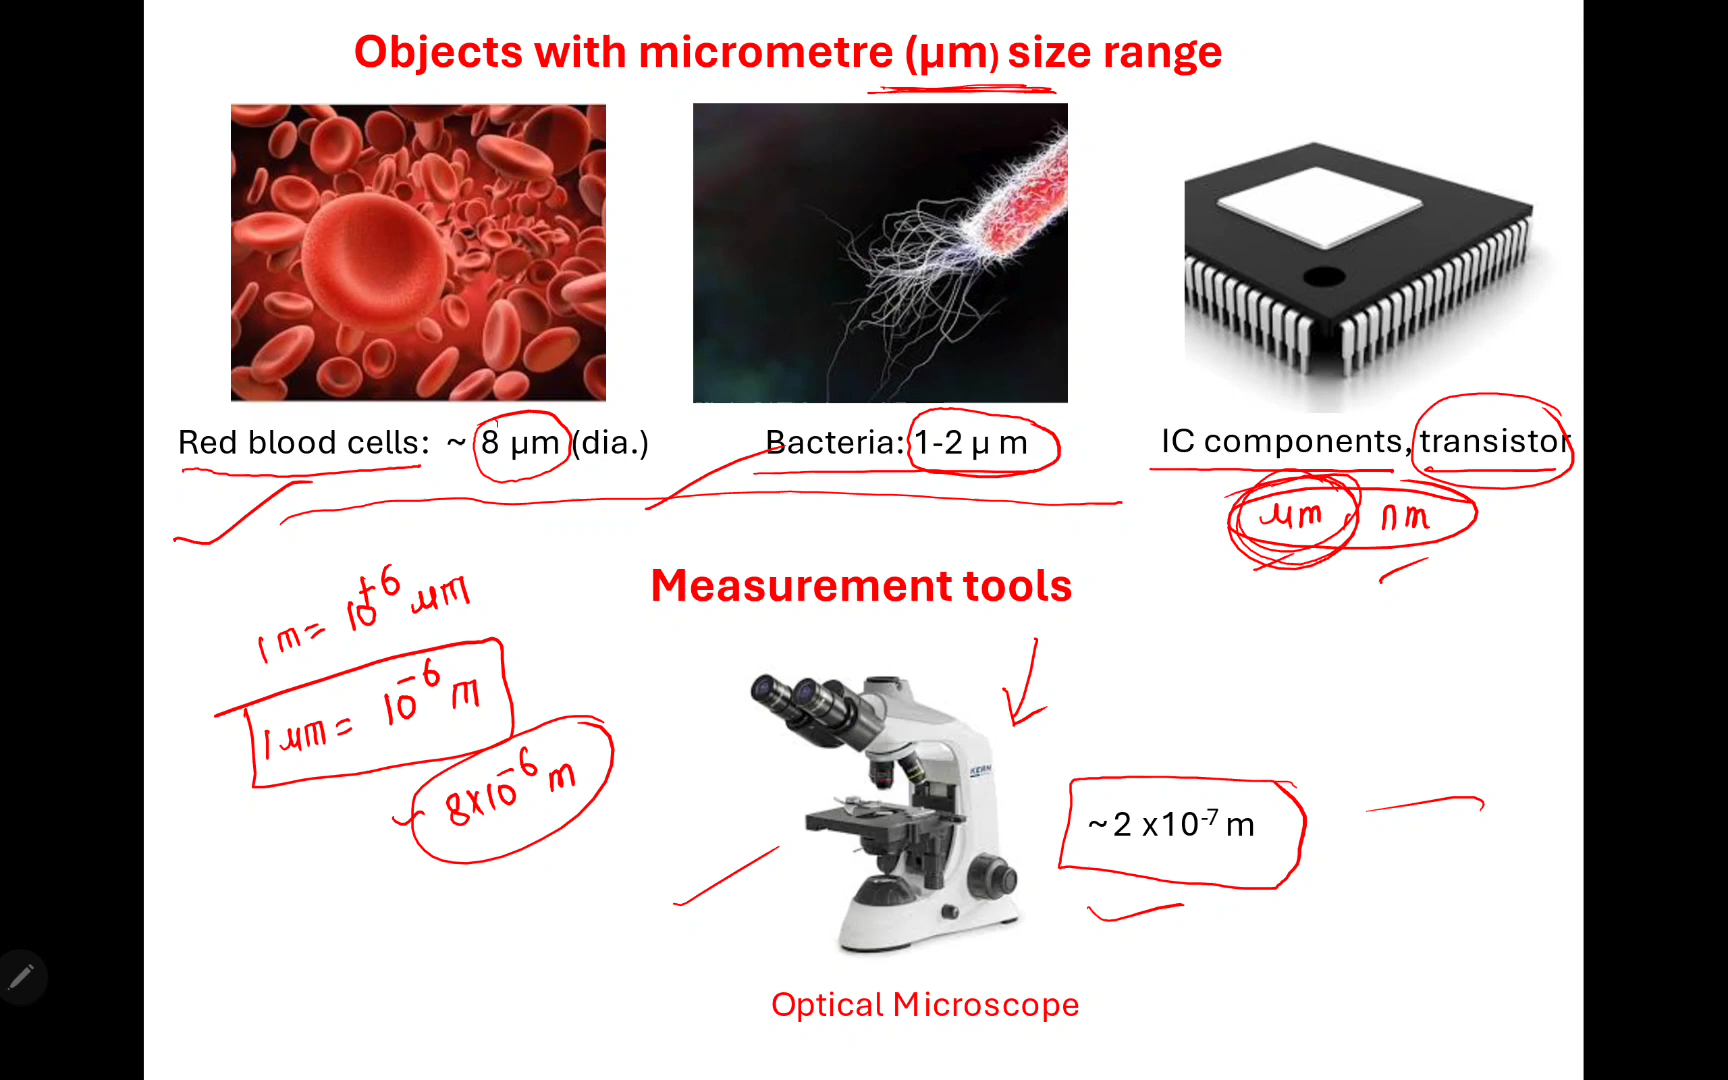 Objects with micrometre (µm) size range
Red blood cells: ~ 8 µm (dia.)
Bacteria: 1-2 µ m
IC components, transistor
µm, nm
1 m = 10⁺⁶ µm
1 µm = 10⁻⁶ m
8x10⁻⁶ m
Measurement tools
KERN
~2 x10⁻⁷ m
Optical Microscope